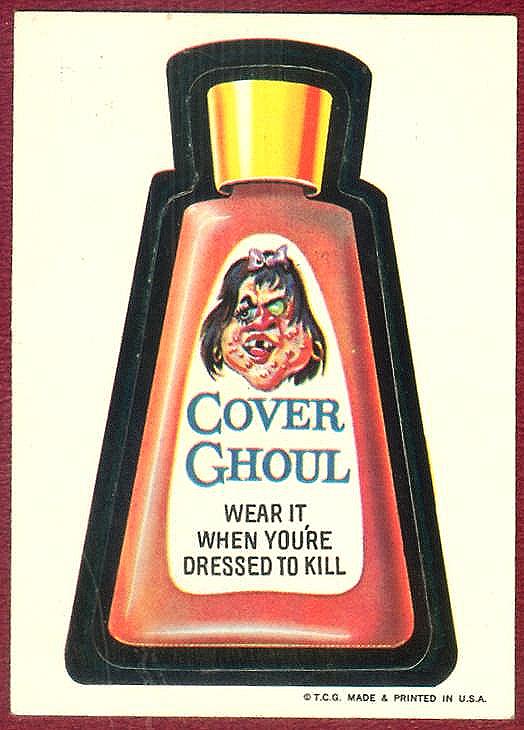 COVER
GHOUL
WEAR IT
WHEN YOU'RE
DRESSED TO KILL
© T.C.G. MADE & PRINTED IN U.S.A.